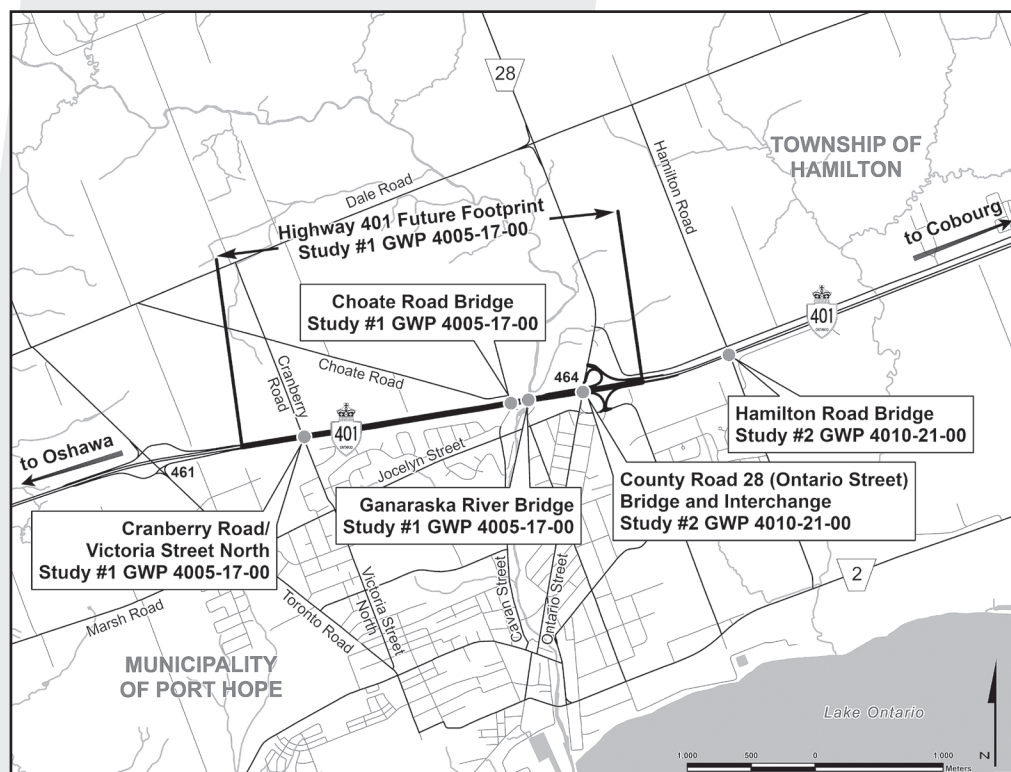 28
TOWNSHIP OF
HAMILTON
Hamilton Road
Dale Road
Highway 401 Future Footprint
Study #1 GWP 4005-17-00
to Cobourg
401
ONTARIO
Choate Road Bridge
Study #1 GWP 4005-17-00
Choate Road
Cranberry
Road
464
401
ONTARIO
Hamilton Road Bridge
Study #2 GWP 4010-21-00
to Oshawa
461
Jocelyn Street
County Road 28 (Ontario Street)
Bridge and Interchange
Study #2 GWP 4010-21-00
Ganaraska River Bridge
Study #1 GWP 4005-17-00
Cranberry Road/
Victoria Street North
Study #1 GWP 4005-17-00
2
Marsh Road
Toronto Road
Victoria Street
North
Cavan Street
Ontario Street
MUNICIPALITY
OF PORT HOPE
Lake Ontario
N
1,000 500 0 1,000
Meters